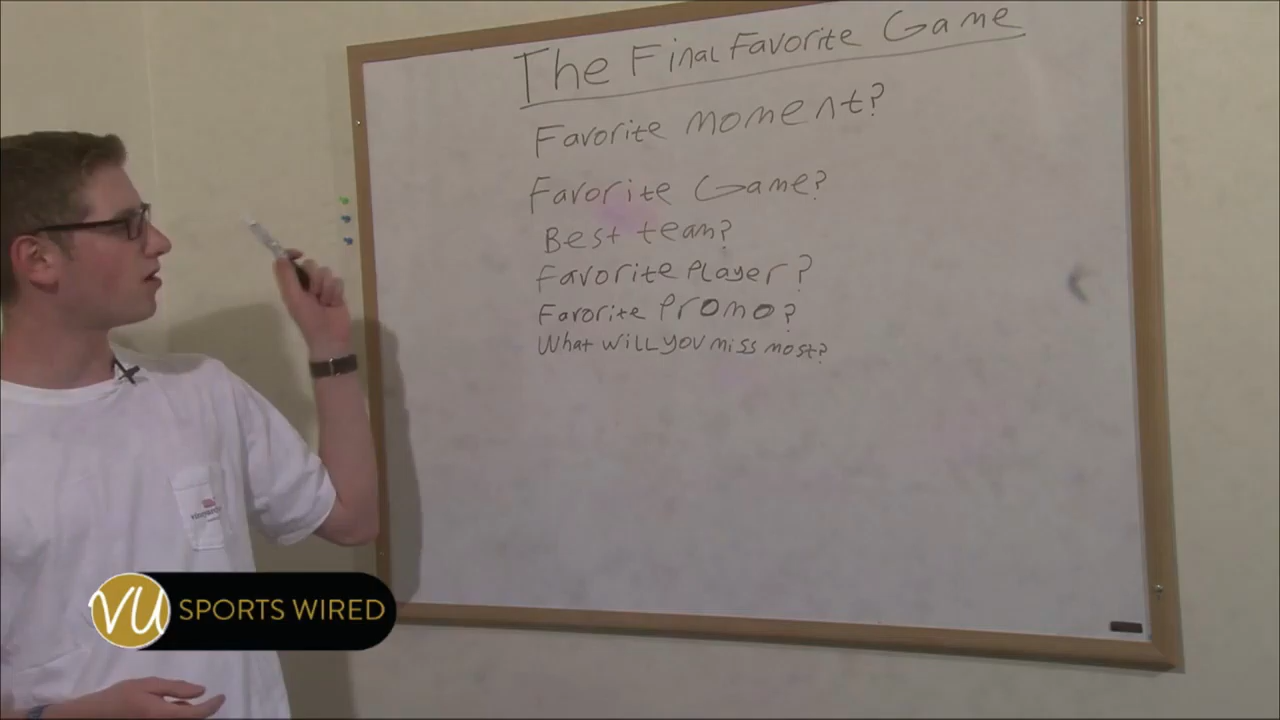 The Final Favorite Game
Favorite moment?
Favorite Game?
Best team?
Favorite Player?
Favorite Promo?
What will you miss most?
VU SPORTS WIRED